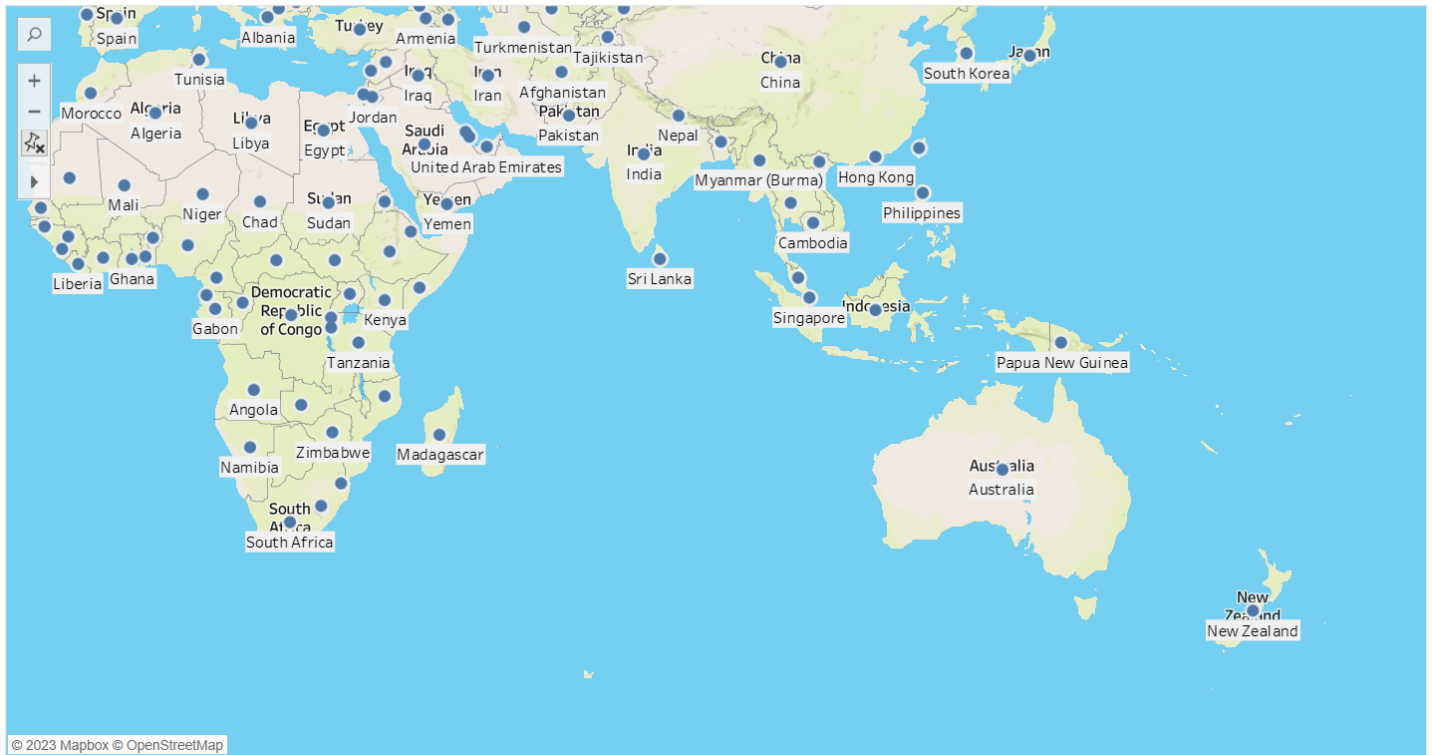 Spain
Spain
Albania
Turkey
Armenia
Turkmenistan
Tajikistan
China
China
South Korea
Japan
Tunisia
Iraq
Iraq
Iran
Iran
Afghanistan
Pakistan
Pakistan
Morocco
Algeria
Algeria
Libya
Libya
Egypt
Egypt
Jordan
Saudi
Arabia
United Arab Emirates
Nepal
India
India
Myanmar (Burma)
Hong Kong
Philippines
Mali
Niger
Chad
Sudan
Sudan
Yemen
Yemen
Cambodia
Sri Lanka
Liberia
Ghana
Democratic
Republic
of Congo
Gabon
Kenya
Singapore
Indonesia
Tanzania
Papua New Guinea
Angola
Zimbabwe
Madagascar
Namibia
Australia
Australia
South
Africa
South Africa
New
Zealand
New Zealand
© 2023 Mapbox © OpenStreetMap